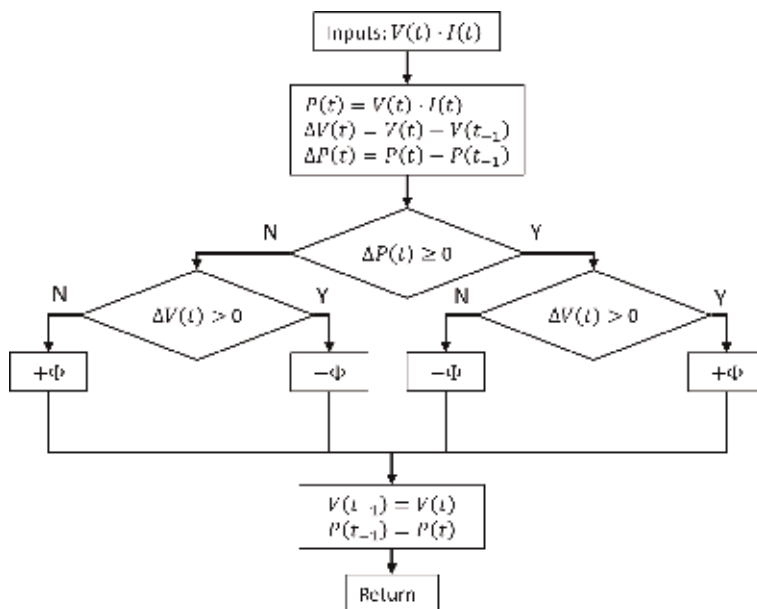 Inputs: V(t) · I(t)
P(t) = V(t) · I(t)
ΔV(t) = V(t) − V(t₋₁)
ΔP(t) = P(t) − P(t₋₁)
N
Y
ΔP(t) ≥ 0
N
Y
N
Y
ΔV(t) > 0
ΔV(t) > 0
+Φ
−Φ
−Φ
+Φ
V(t₋₁) = V(t)
P(t₋₁) = P(t)
Return